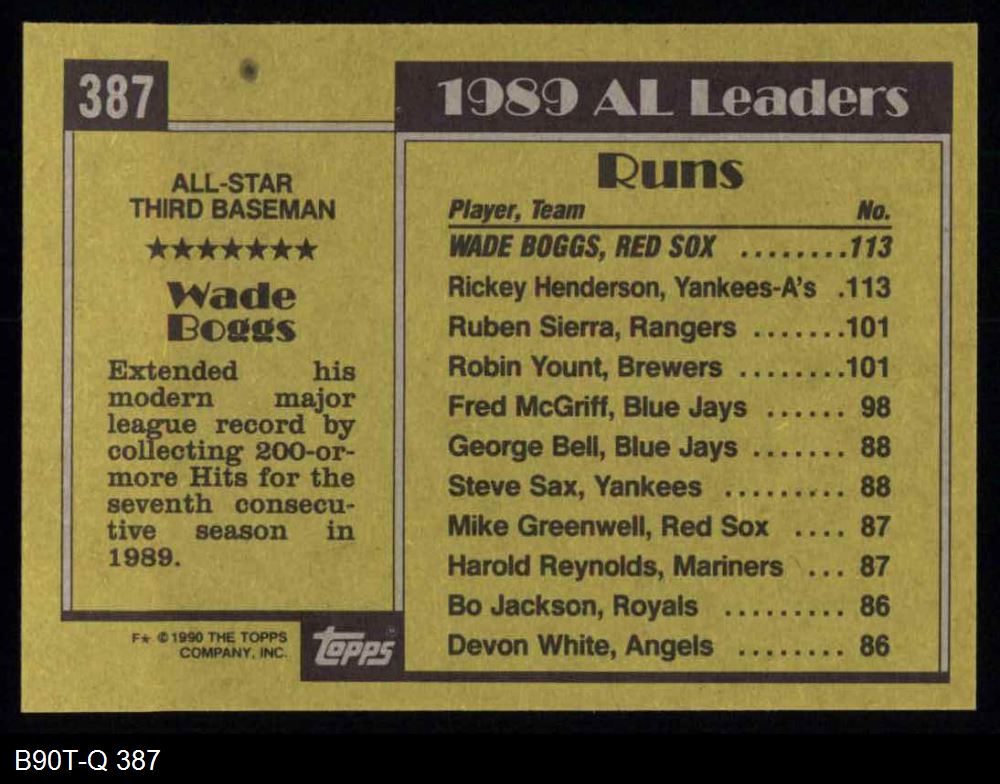 387
ALL-STAR
THIRD BASEMAN
★★★★★★★
Wade
Boggs
Extended his
modern major
league record by
collecting 200-or-
more Hits for the
seventh consecu-
tive season in
1989.
F★ © 1990 THE TOPPS
COMPANY, INC.
topps®
1989 AL Leaders
Runs
Player, Team No.
WADE BOGGS, RED SOX ........113
Rickey Henderson, Yankees-A's .113
Ruben Sierra, Rangers .......101
Robin Yount, Brewers ........101
Fred McGriff, Blue Jays ...... 98
George Bell, Blue Jays ....... 88
Steve Sax, Yankees ......... 88
Mike Greenwell, Red Sox .... 87
Harold Reynolds, Mariners ... 87
Bo Jackson, Royals ......... 86
Devon White, Angels ........ 86
B90T-Q 387